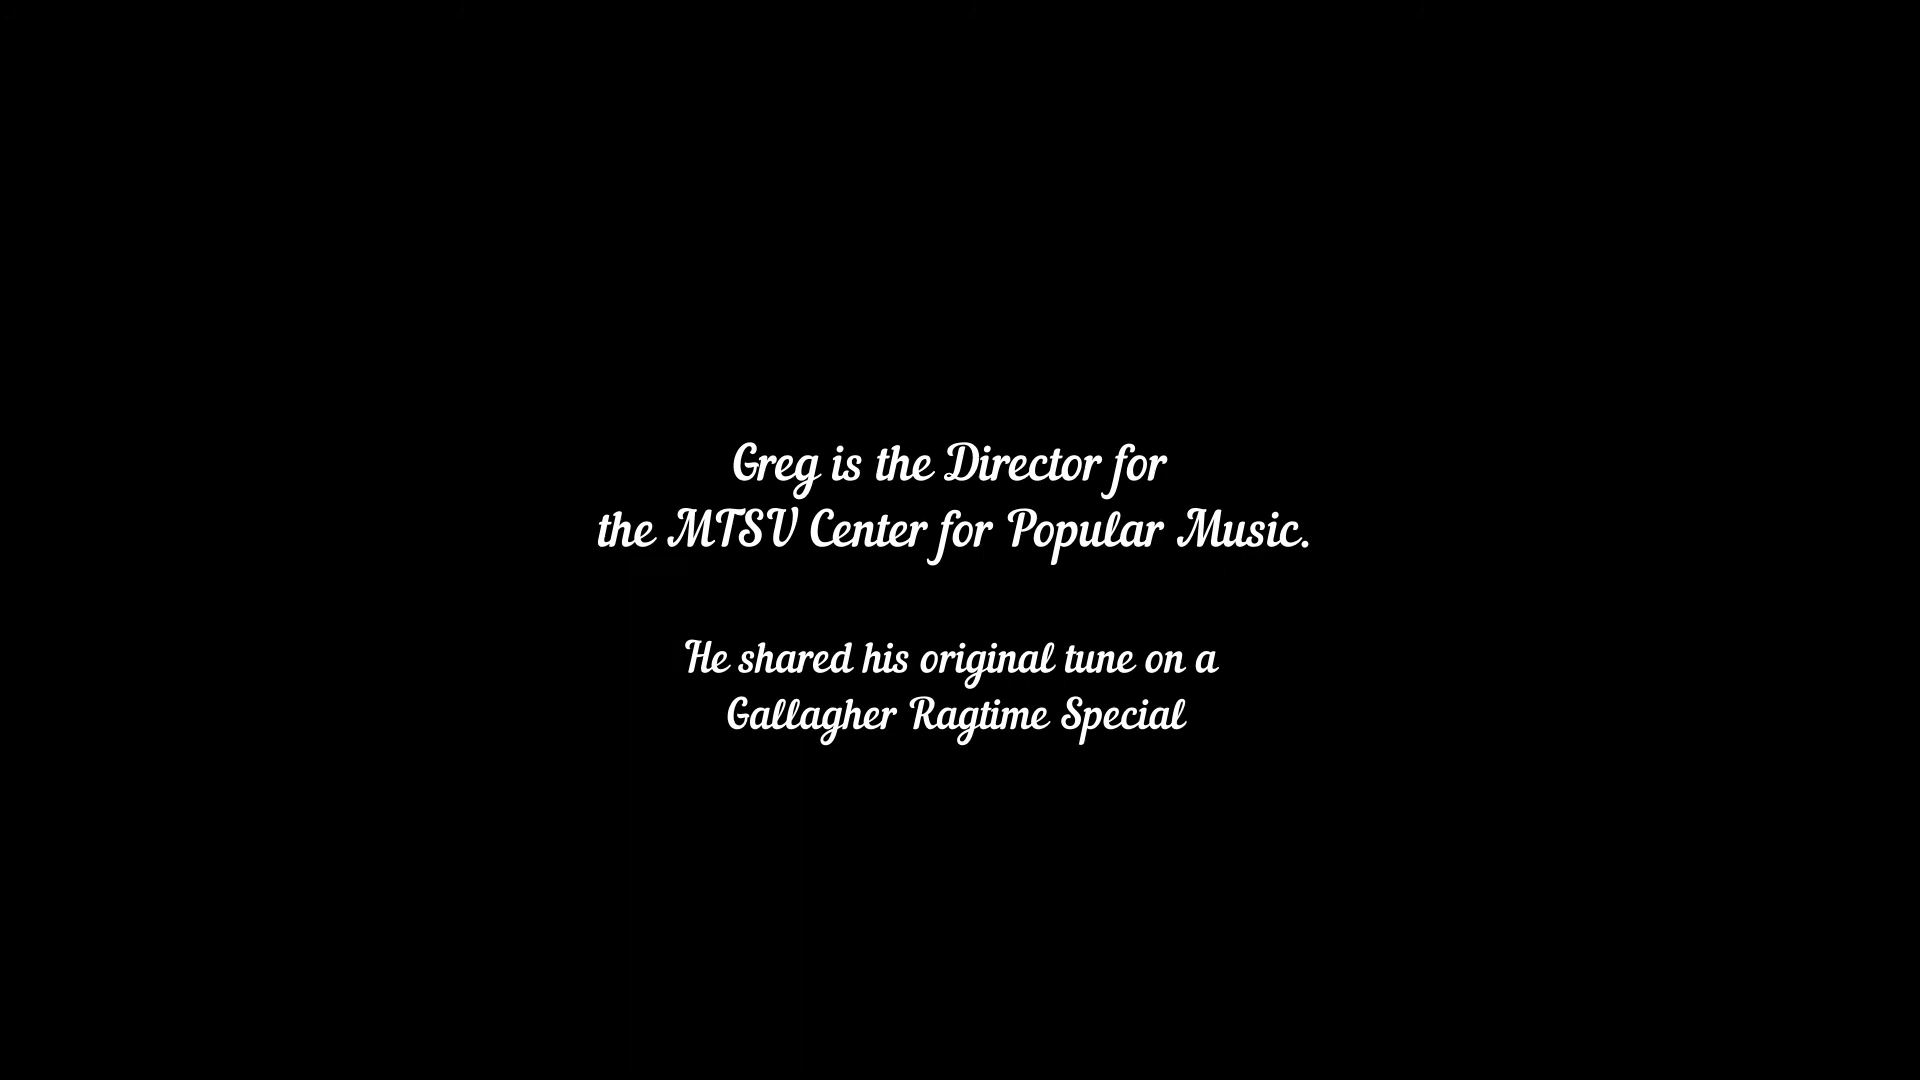 Greg is the Director for
the MTSU Center for Popular Music.
He shared his original tune on a
Gallagher Ragtime Special